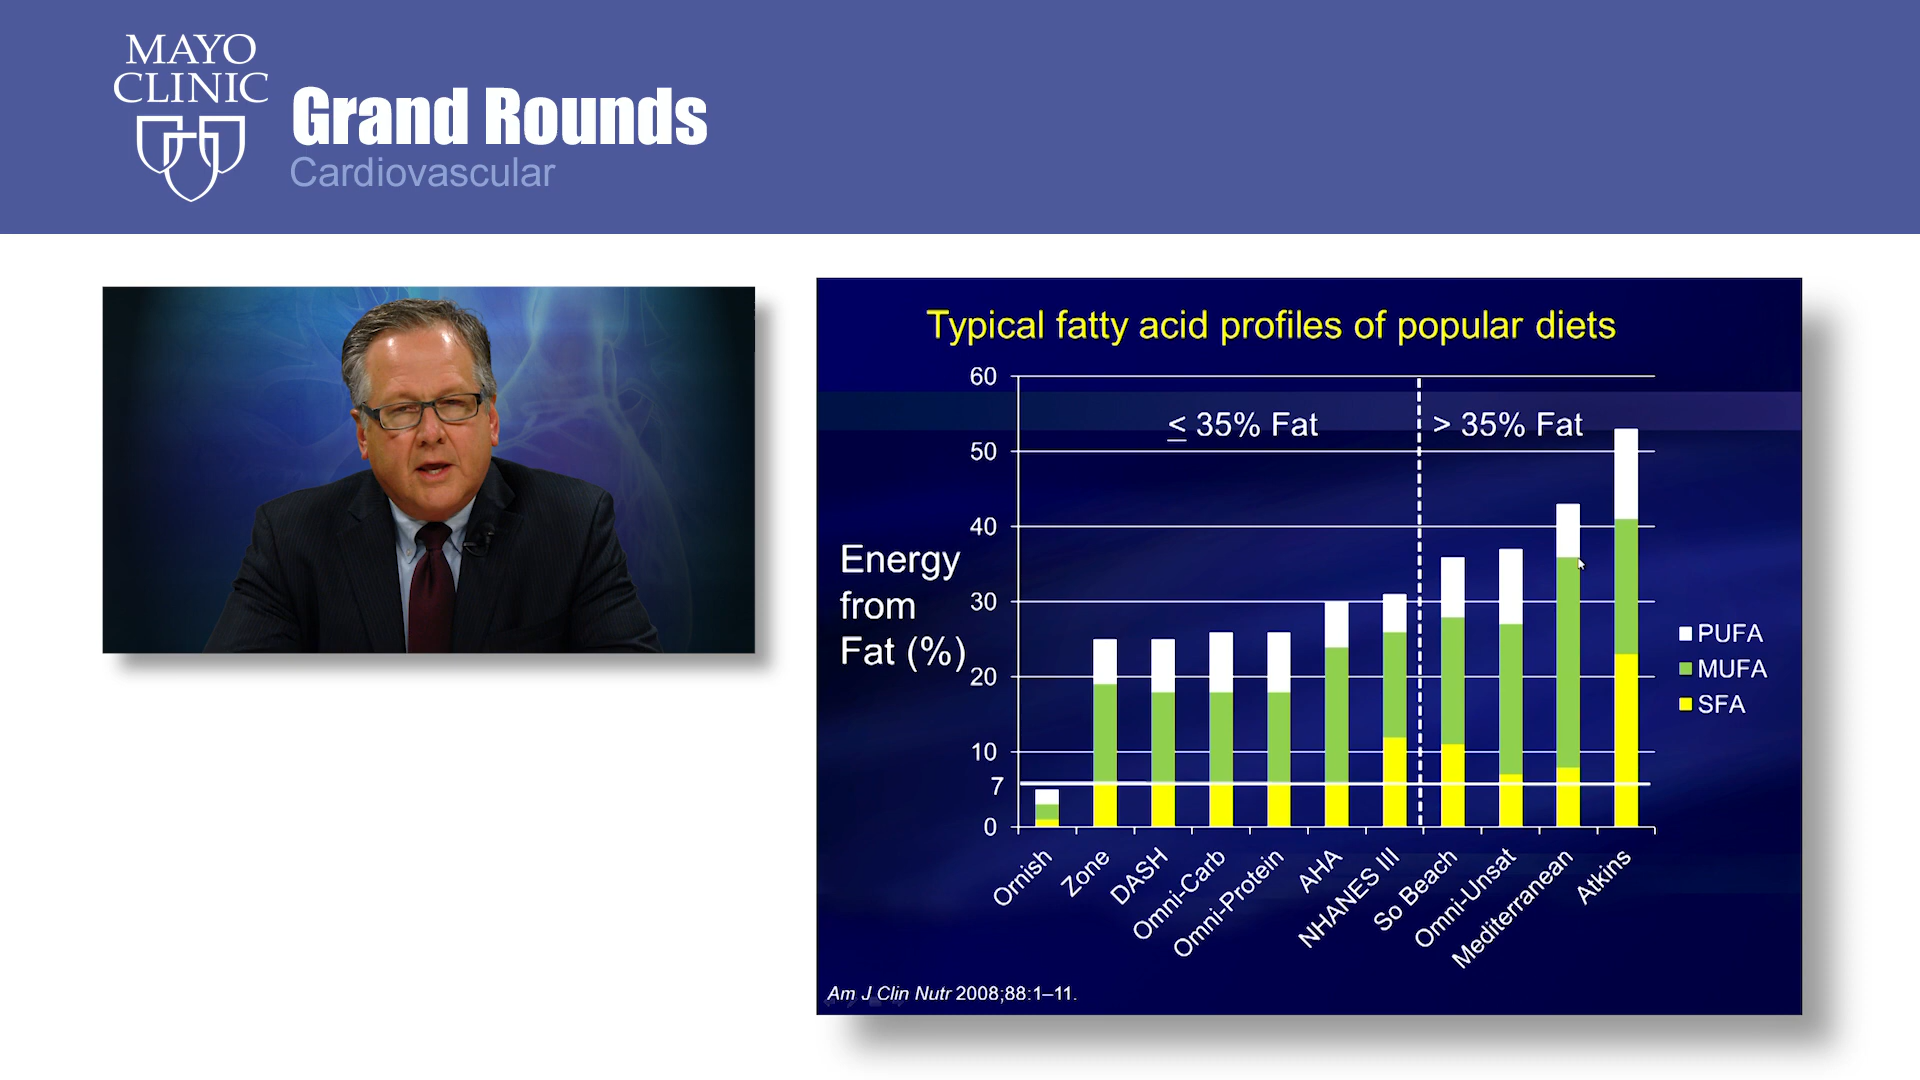 MAYO
CLINIC
Grand Rounds
Cardiovascular
Typical fatty acid profiles of popular diets
≤ 35% Fat
> 35% Fat
Energy
from
Fat (%)
60
50
40
30
20
10
7
0
PUFA
MUFA
SFA
Ornish
Zone
DASH
Omni-Carb
Omni-Protein
AHA
NHANES III
So Beach
Omni-Unsat
Mediterranean
Atkins
Am J Clin Nutr 2008;88:1–11.